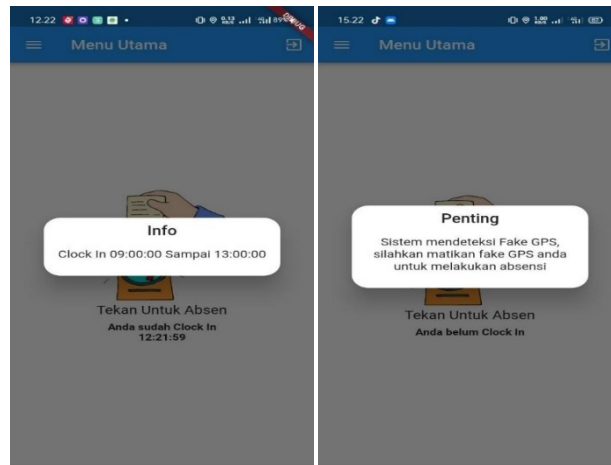 12.22
Menu Utama
Info
Clock In 09:00:00 Sampai 13:00:00
Tekan Untuk Absen
Anda sudah Clock In
12:21:59
15.22
Menu Utama
Penting
Sistem mendeteksi Fake GPS,
silahkan matikan fake GPS anda
untuk melakukan absensi
Tekan Untuk Absen
Anda belum Clock In